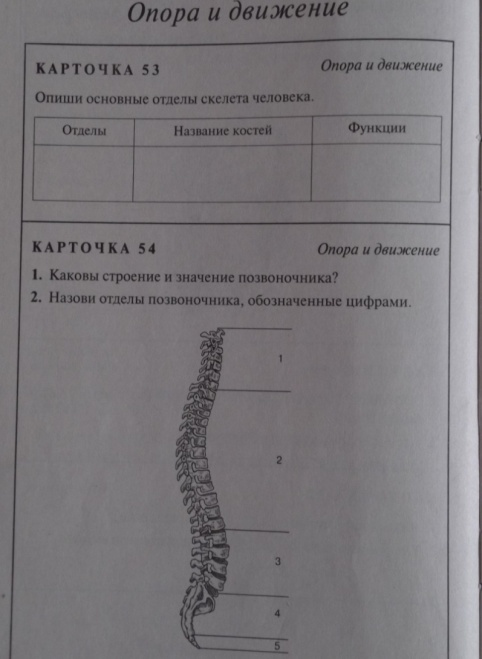 Опора и движение
КАРТОЧКА 53 Опора и движение
Опиши основные отделы скелета человека.
Отделы Название костей Функции
КАРТОЧКА 54 Опора и движение
1. Каковы строение и значение позвоночника?
2. Назови отделы позвоночника, обозначенные цифрами.
1
2
3
4
5